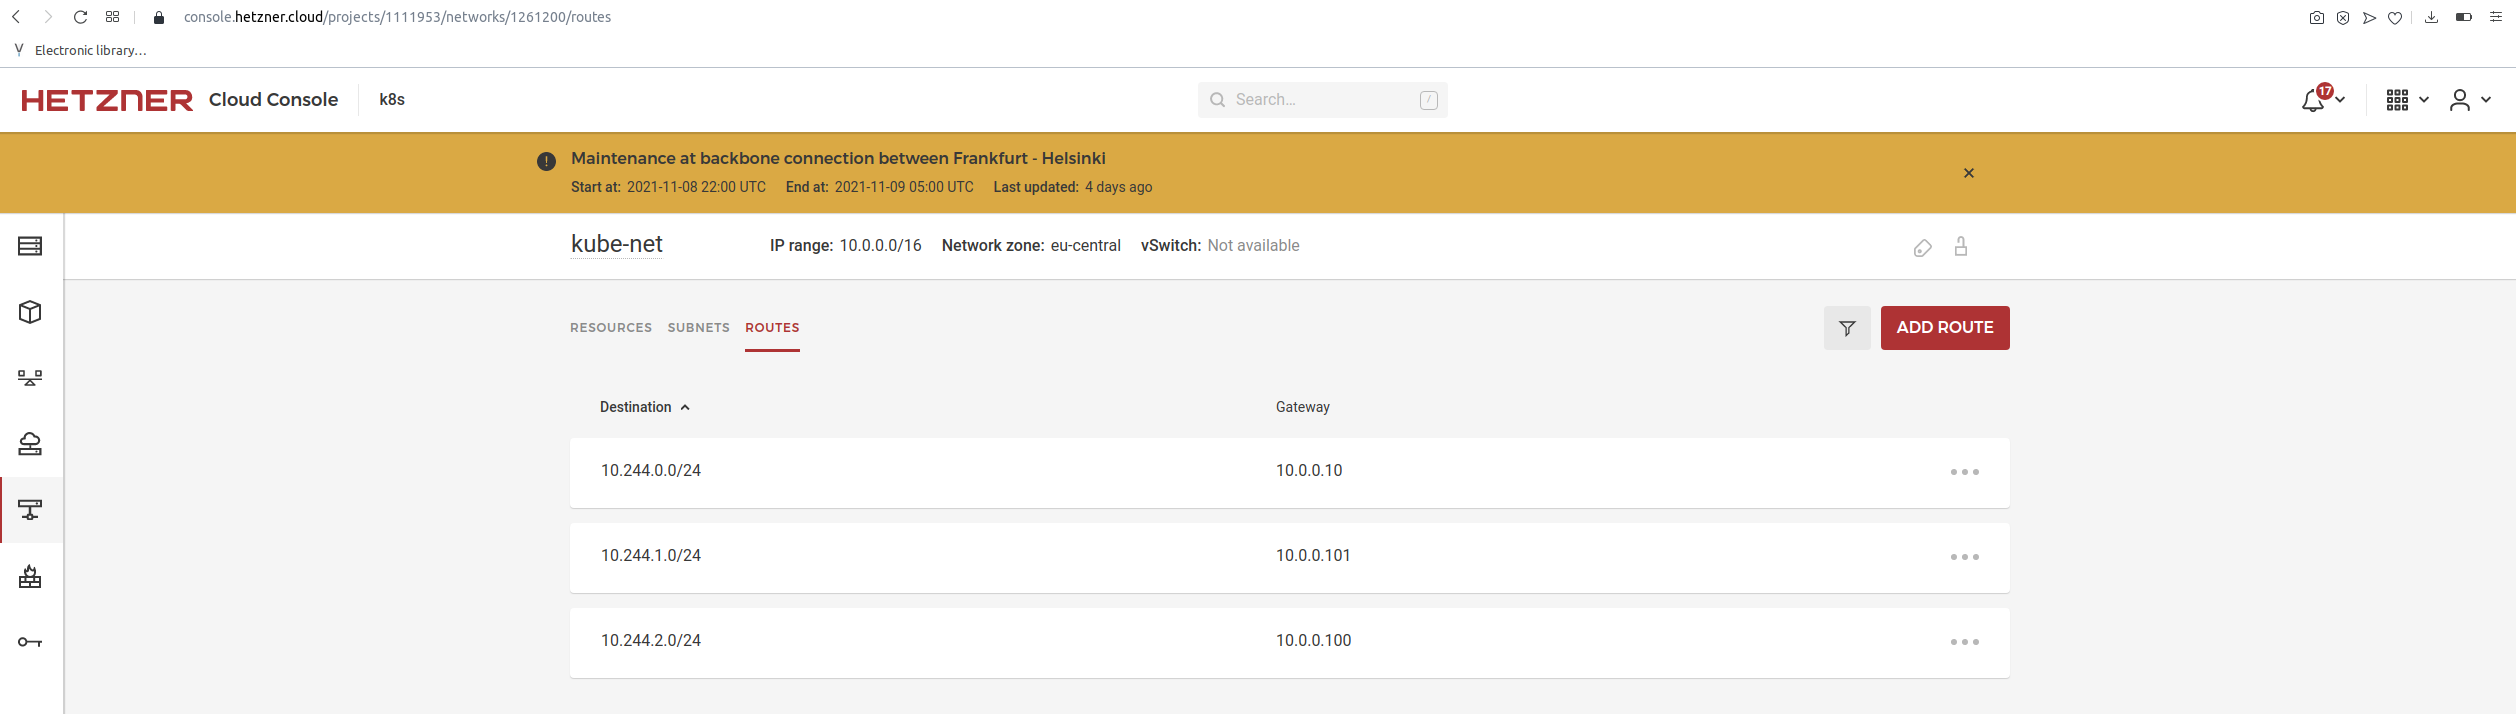 console.hetzner.cloud/projects/1111953/networks/1261200/routes
Electronic library...
HETZNER Cloud Console k8s Search... / 17
! Maintenance at backbone connection between Frankfurt - Helsinki
Start at: 2021-11-08 22:00 UTC End at: 2021-11-09 05:00 UTC Last updated: 4 days ago
kube-net IP range: 10.0.0.0/16 Network zone: eu-central vSwitch: Not available
RESOURCES SUBNETS ROUTES ADD ROUTE
Destination Gateway
10.244.0.0/24 10.0.0.10
10.244.1.0/24 10.0.0.101
10.244.2.0/24 10.0.0.100